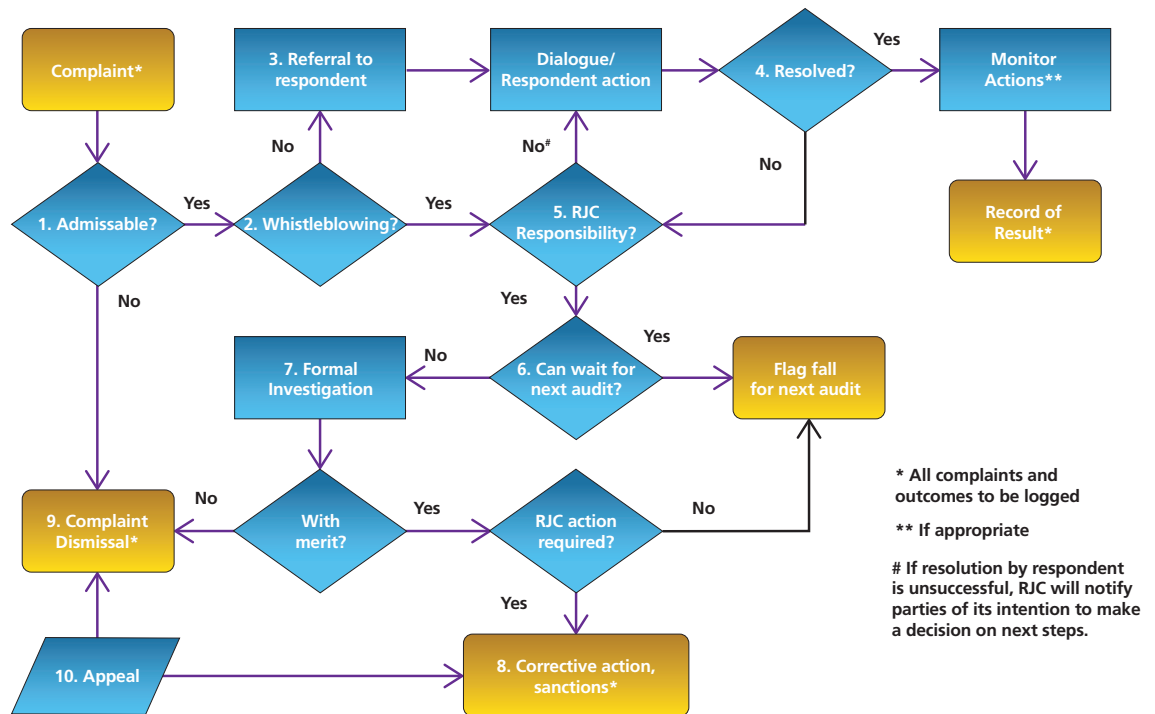 Complaint*
3. Referral to
respondent
Dialogue/
Respondent action
4. Resolved?
Yes
Monitor
Actions**
No
No#
No
1. Admissable?
Yes
2. Whistleblowing?
Yes
5. RJC
Responsibility?
Record of
Result*
No
Yes
7. Formal
Investigation
No
6. Can wait for
next audit?
Yes
Flag fall
for next audit
9. Complaint
Dismissal*
No
With
merit?
Yes
RJC action
required?
No
Yes
10. Appeal
8. Corrective action,
sanctions*
* All complaints and
outcomes to be logged
** If appropriate
# If resolution by respondent
is unsuccessful, RJC will notify
parties of its intention to make
a decision on next steps.